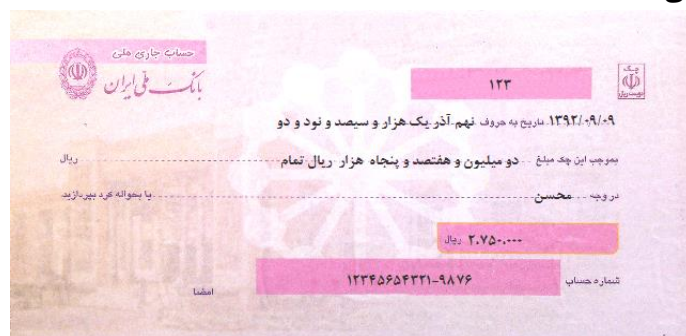 حساب جاری ملی
بانک ملی ایران
چک
۱۲۳
۱۳۹۲/۰۹/۰۹ تاریخ به حروف نهم آذر یک هزار و سیصد و نود و دو
بموجب این چک مبلغ دو میلیون و هفتصد و پنجاه هزار ریال تمام ریال
در وجه محسن یا بحواله کرد بپردازید
۲.۷۵۰.۰۰۰ ریال
شماره حساب ۱۲۳۴۵۶۵۴۳۲۱-۹۸۷۶
امضا